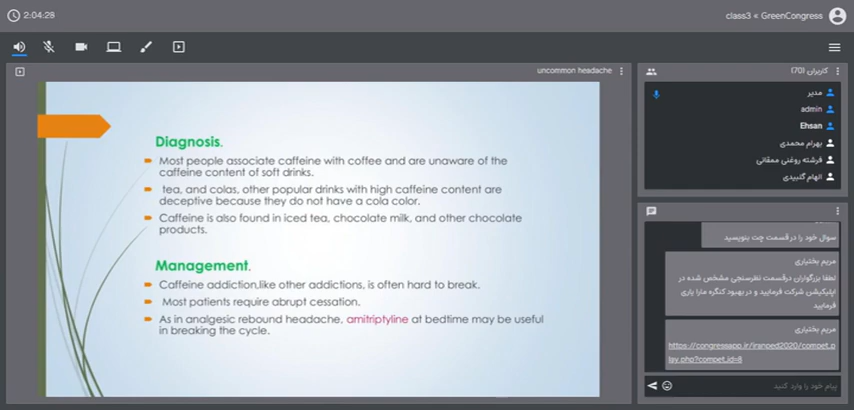 2:04:28
class3 « GreenCongress
uncommon headache
Diagnosis.
Most people associate caffeine with coffee and are unaware of the
caffeine content of soft drinks.
tea, and colas, other popular drinks with high caffeine content are
deceptive because they do not have a cola color.
Caffeine is also found in iced tea, chocolate milk, and other chocolate
products.
Management.
Caffeine addiction,like other addictions, is often hard to break.
Most patients require abrupt cessation.
As in analgesic rebound headache, amitriptyline at bedtime may be useful
in breaking the cycle.
کاربران (70)
مدیر
admin
Ehsan
بهرام محمدی
فرشته روغنی ممقانی
الهام گنبیدی
سوال خود را در قسمت چت بنویسید
مریم بختیاری
لطفا بزرگواران درقسمت نظرسنجی مشخص شده در
اپلیکیشن شرکت فرمایید و در بهبود کنگره مارا یاری
فرمایید
مریم بختیاری
https://congressapp.ir/iranped2020/compet_p
lay.php?compet_id=8
پیام خود را وارد کنید